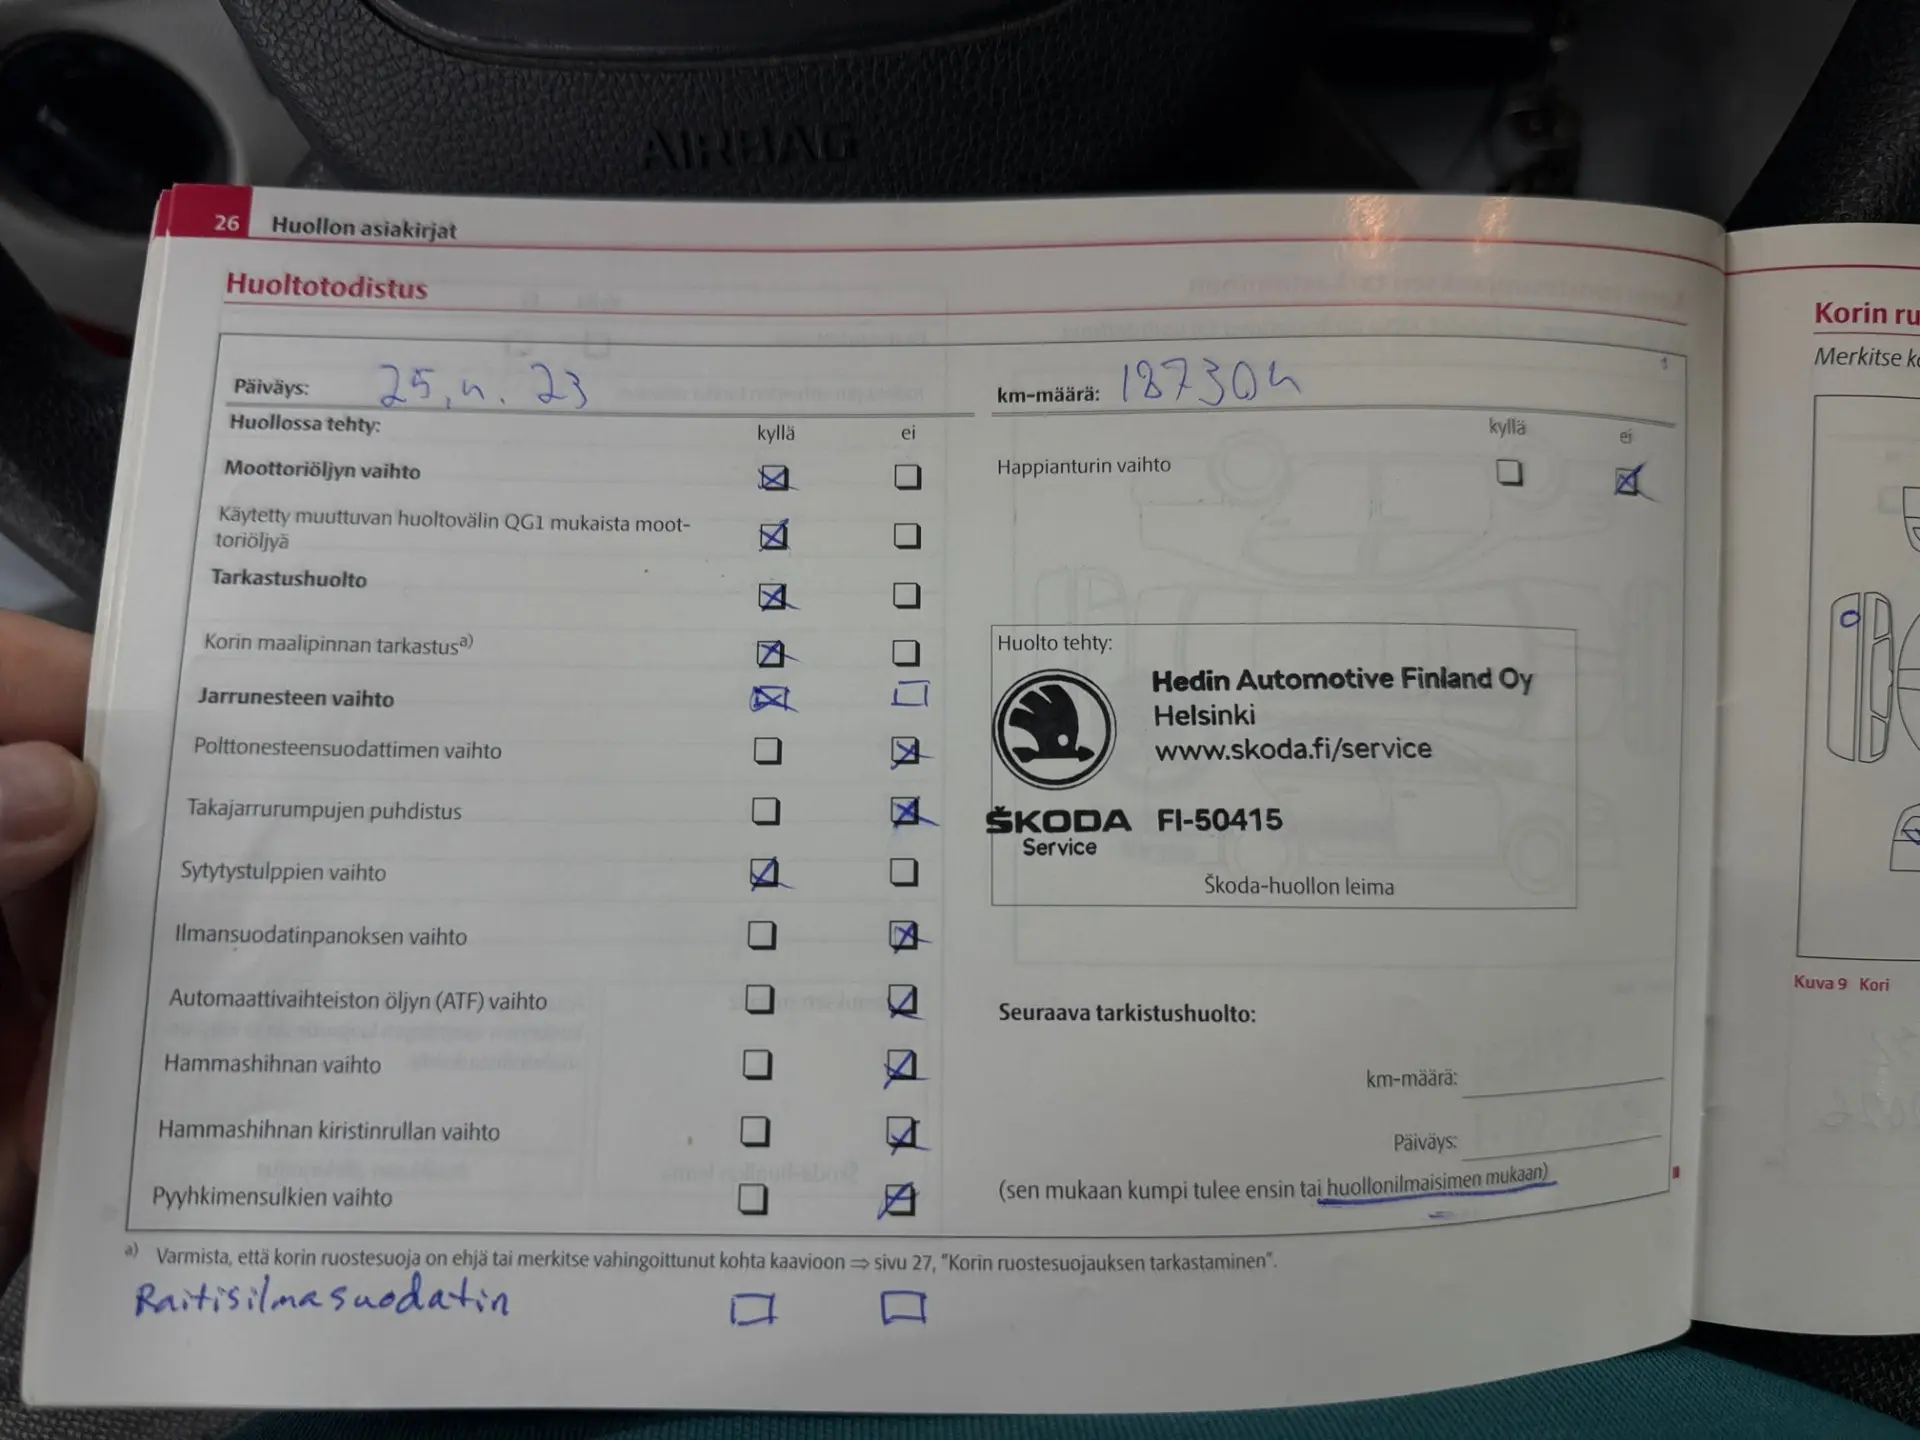 AIRBAG
26 Huollon asiakirjat
Huoltotodistus
Päiväys: 25.4.23
Huollossa tehty: kyllä ei
Moottoriöljyn vaihto
Käytetty muuttuvan huoltovälin QG1 mukaista moot-
toriöljyä
Tarkastushuolto
Korin maalipinnan tarkastus a)
Jarrunesteen vaihto
Polttonesteensuodattimen vaihto
Takajarrurumpujen puhdistus
Sytytystulppien vaihto
Ilmansuodatinpanoksen vaihto
Automaattivaihteiston öljyn (ATF) vaihto
Hammashihnan vaihto
Hammashihnan kiristinrullan vaihto
Pyyhkimensulkien vaihto
km-määrä: 187304
kyllä ei
Happianturin vaihto
Huolto tehty:
Hedin Automotive Finland Oy
Helsinki
www.skoda.fi/service
ŠKODA FI-50415
Service
Škoda-huollon leima
Seuraava tarkistushuolto:
km-määrä:
Päiväys:
(sen mukaan kumpi tulee ensin tai huollonilmaisimen mukaan)
a) Varmista, että korin ruostesuoja on ehjä tai merkitse vahingoittunut kohta kaavioon ⇒ sivu 27, "Korin ruostesuojauksen tarkastaminen".
Raitisilmasuodatin
Korin ru
Merkitse ko
Kuva 9 Kori